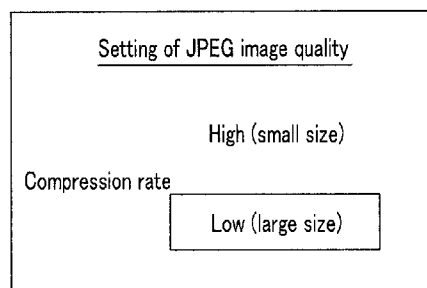 Setting of JPEG image quality
High (small size)
Compression rate
Low (large size)